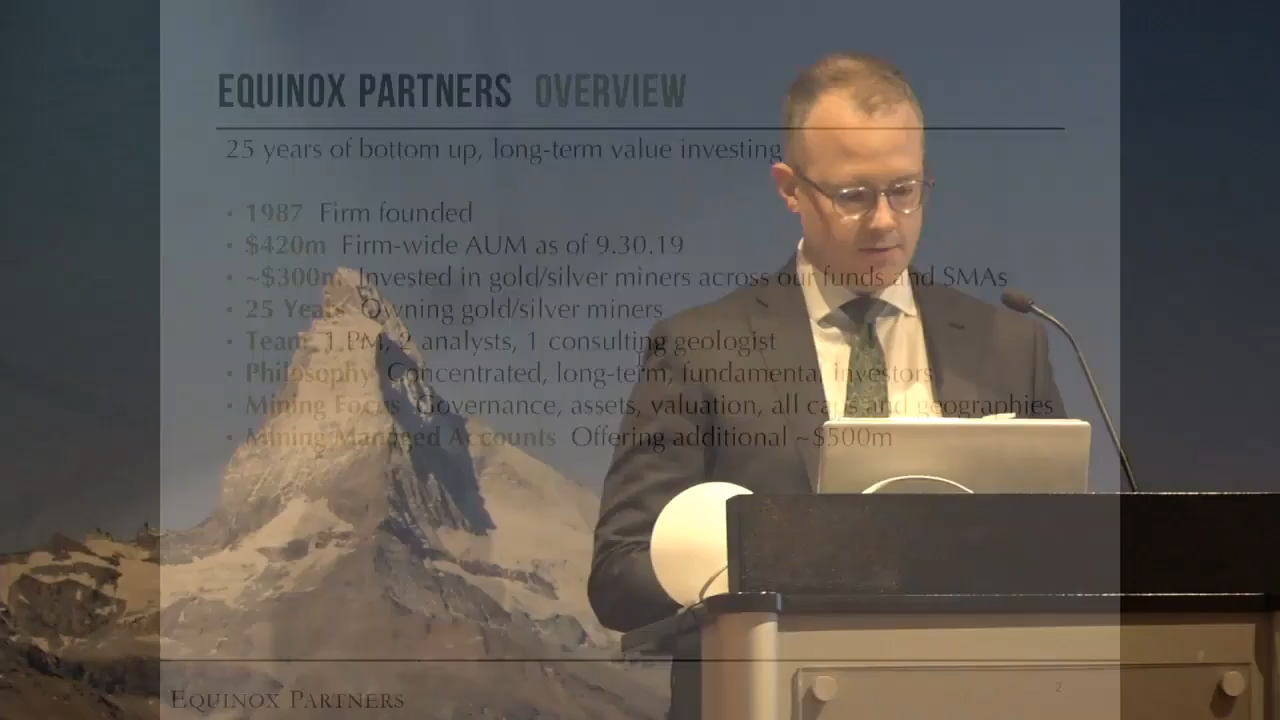 EQUINOX PARTNERS OVERVIEW
25 years of bottom up, long-term value investing
• 1987 Firm founded
• $420m Firm-wide AUM as of 9.30.19
• ~$300m Invested in gold/silver miners across our funds and SMAs
• 25 Years Owning gold/silver miners
• Team 1 PM, 2 analysts, 1 consulting geologist
• Philosophy Concentrated, long-term, fundamental investors
• Mining Focus Governance, assets, valuation, all caps and geographies
• Mining Managed Accounts Offering additional ~$500m
EQUINOX PARTNERS
2